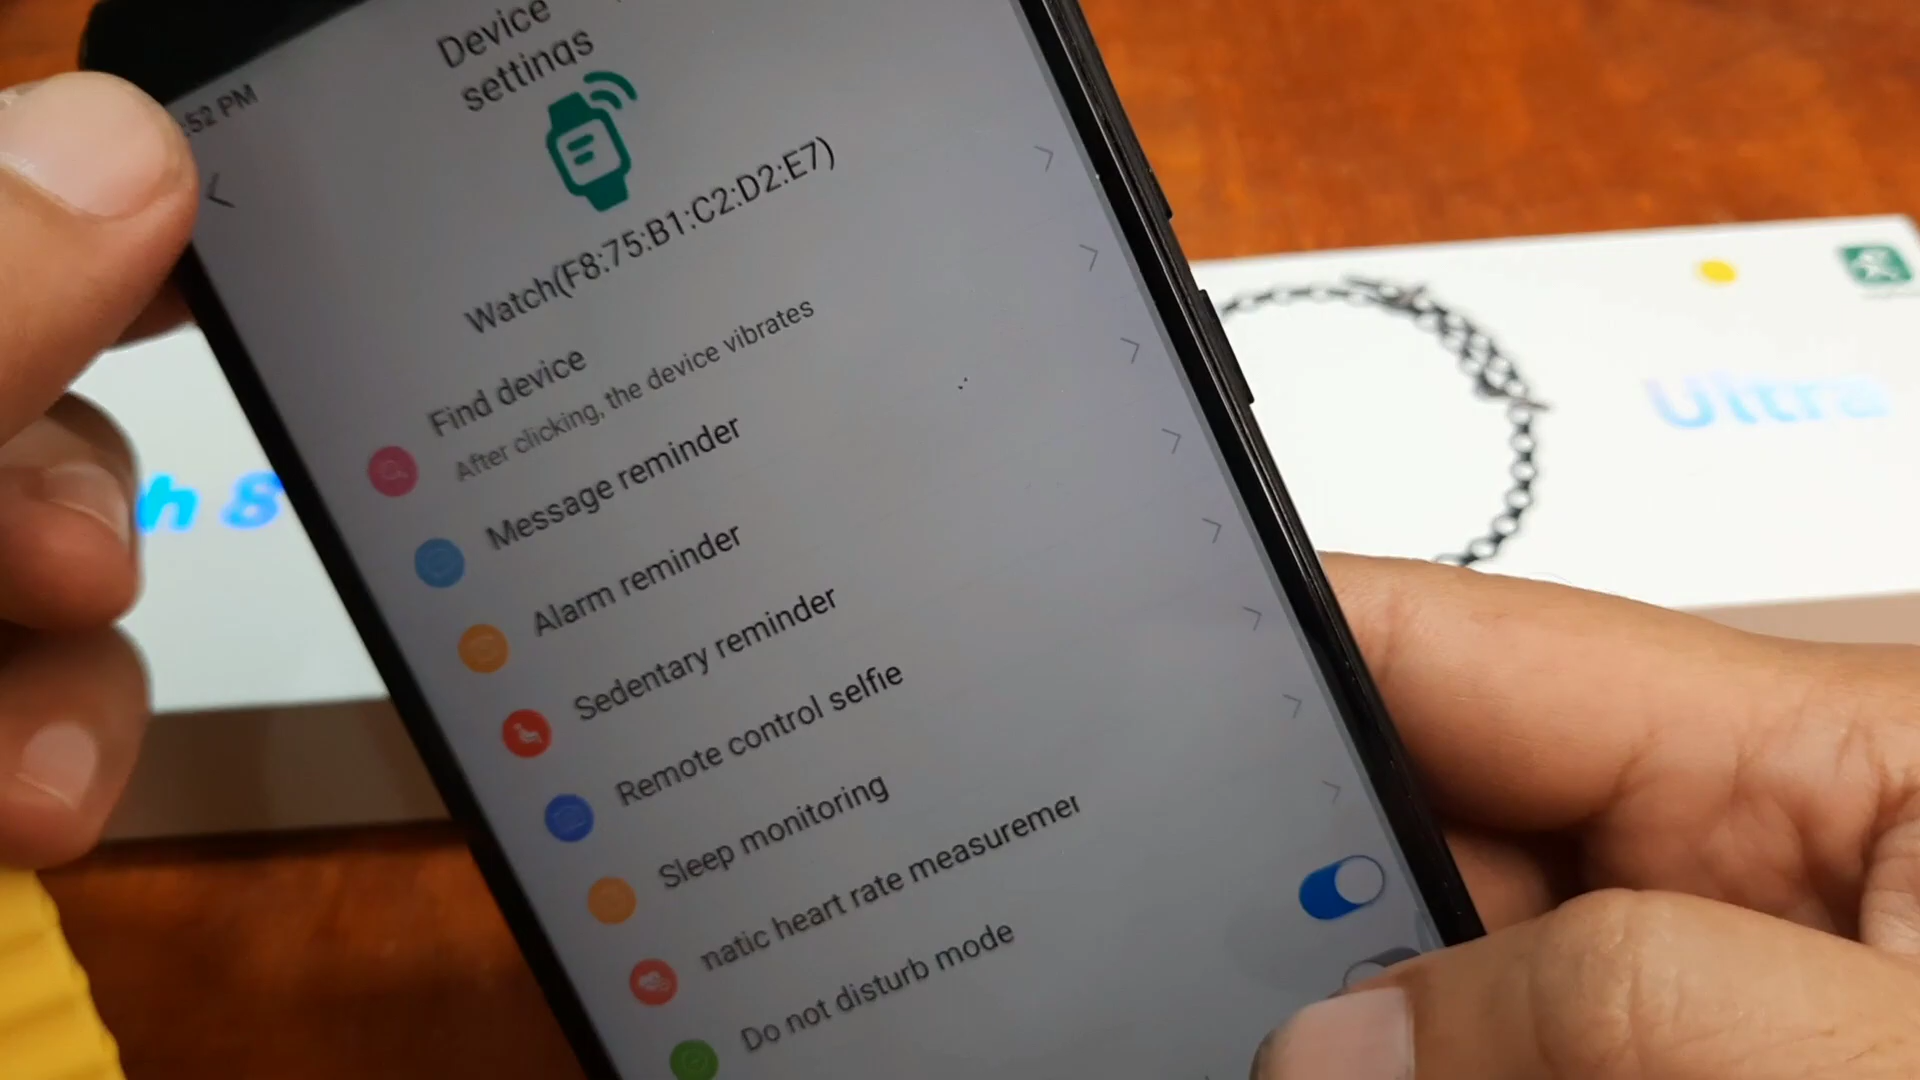 Device
settings
:52 PM
Watch(F8:75:B1:C2:D2:E7)
Find device
After clicking, the device vibrates
Message reminder
Alarm reminder
Sedentary reminder
Remote control selfie
Sleep monitoring
natic heart rate measuremer
Do not disturb mode
h 8
Ultra